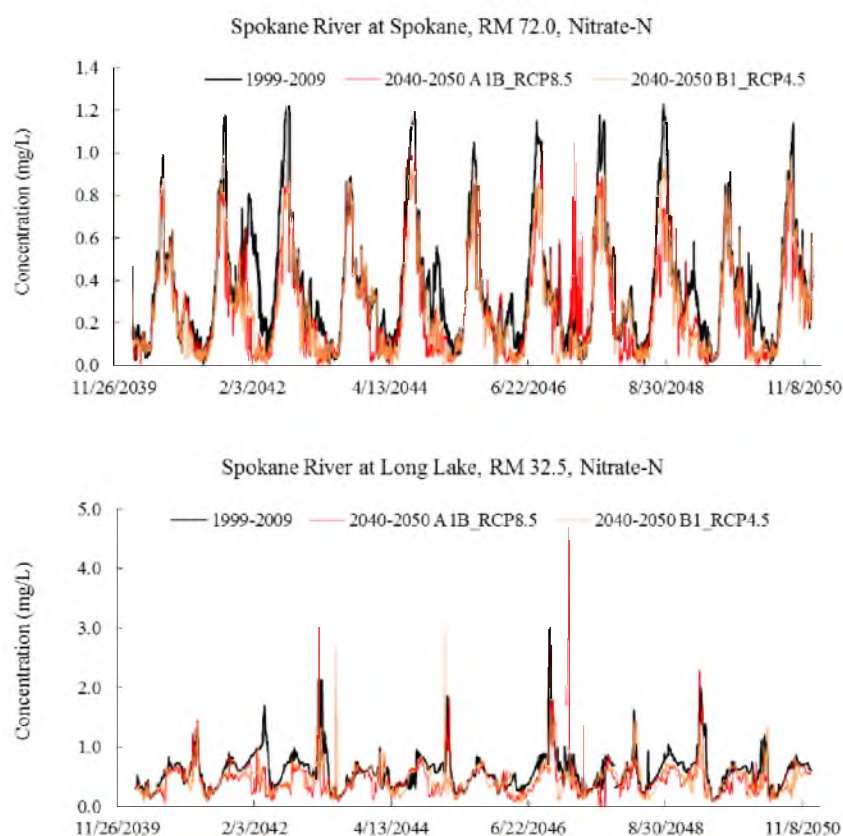 Spokane River at Spokane, RM 72.0, Nitrate-N
1.4
1999-2009 2040-2050 A1B_RCP8.5 2040-2050 B1_RCP4.5
1.2
1.0
0.8
0.6
0.4
0.2
0.0
Concentration (mg/L)
11/26/2039 2/3/2042 4/13/2044 6/22/2046 8/30/2048 11/8/2050
Spokane River at Long Lake, RM 32.5, Nitrate-N
5.0
1999-2009 2040-2050 A1B_RCP8.5 2040-2050 B1_RCP4.5
4.0
3.0
2.0
1.0
0.0
Concentration (mg/L)
11/26/2039 2/3/2042 4/13/2044 6/22/2046 8/30/2048 11/8/2050